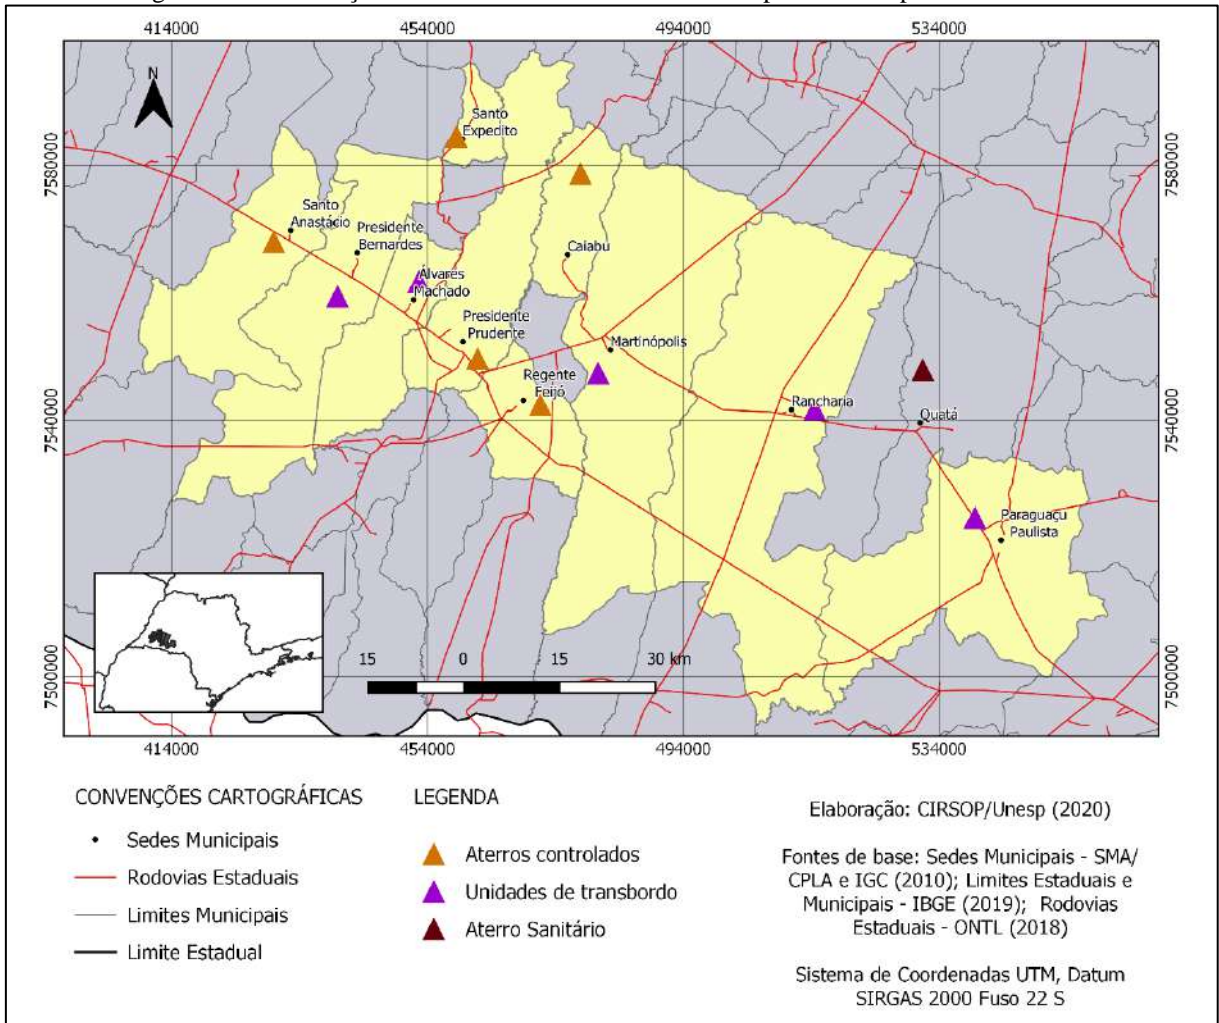 414000
454000
494000
534000
N
7580000
7580000
Santo
Expedito
Santo
Anastácio
Presidente
Bernardes
Caiabu
Álvares
Machado
Presidente
Prudente
Martinópolis
Regente
Feijó
Rancharia
Quatá
7540000
7540000
Paraguaçu
Paulista
15 0 15 30 km
7500000
7500000
414000
454000
494000
534000
CONVENÇÕES CARTOGRÁFICAS
Sedes Municipais
Rodovias Estaduais
Limites Municipais
Limite Estadual
LEGENDA
Aterros controlados
Unidades de transbordo
Aterro Sanitário
Elaboração: CIRSOP/Unesp (2020)
Fontes de base: Sedes Municipais - SMA/
CPLA e IGC (2010); Limites Estaduais e
Municipais - IBGE (2019); Rodovias
Estaduais - ONTL (2018)
Sistema de Coordenadas UTM, Datum
SIRGAS 2000 Fuso 22 S